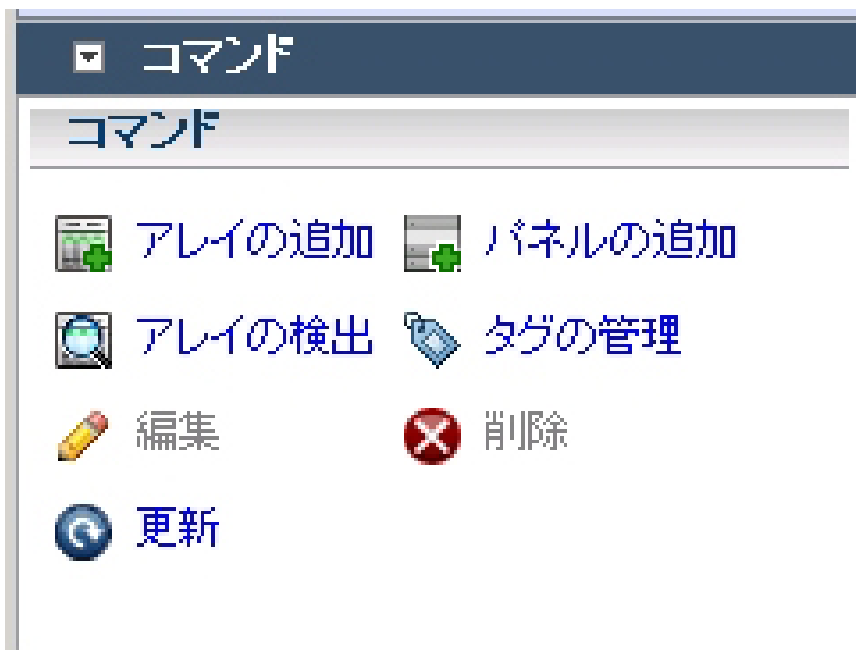 コマンド
コマンド
アレイの追加 パネルの追加
アレイの検出 タグの管理
編集 削除
更新